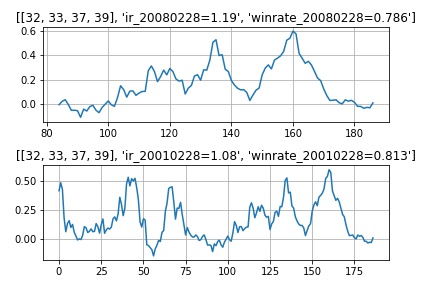 [[32, 33, 37, 39], 'ir_20080228=1.19', 'winrate_20080228=0.786']
0.6
0.4
0.2
0.0
80 100 120 140 160 180
[[32, 33, 37, 39], 'ir_20010228=1.08', 'winrate_20010228=0.813']
0.50
0.25
0.00
0 25 50 75 100 125 150 175